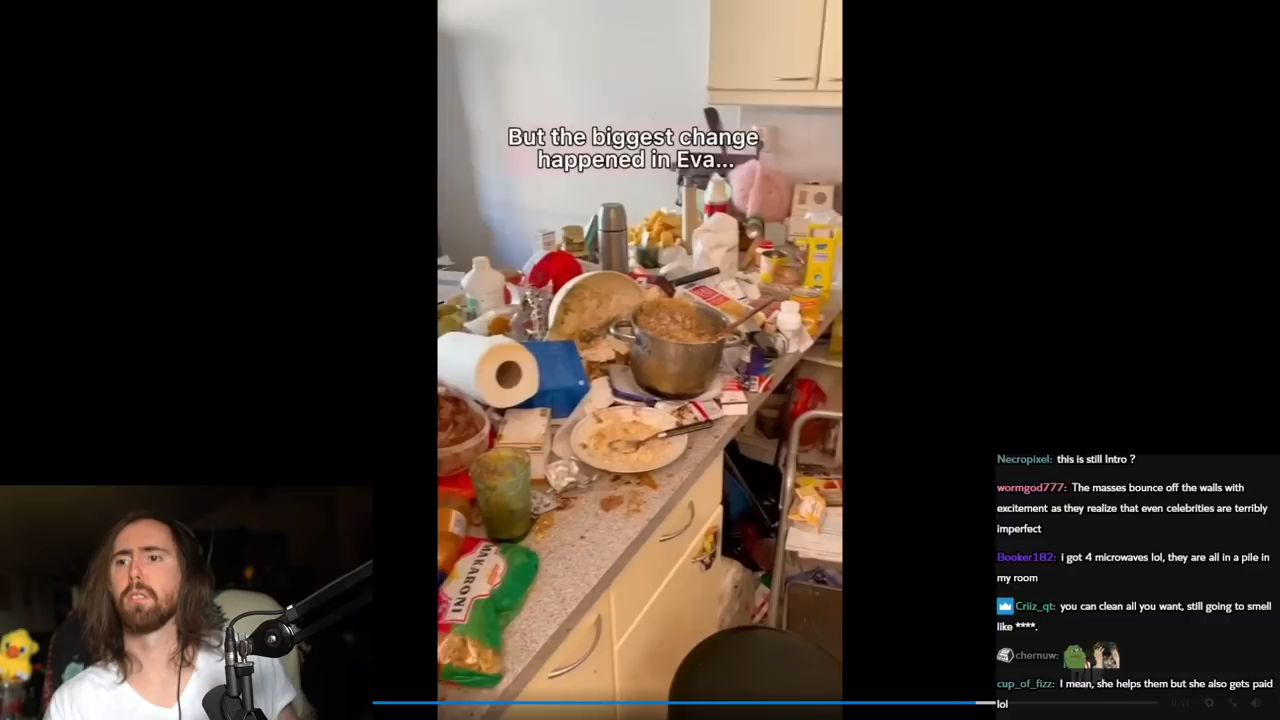 But the biggest change
happened in Eva...
MAKARONI
Necropixel: this is still Intro ?
wormgod777: The masses bounce off the walls with
excitement as they realize that even celebrities are terribly
imperfect
Booker182: i got 4 microwaves lol, they are all in a pile in
my room
Criiz_qt: you can clean all you want, still going to smell
like ****.
chernuw:
cup_of_fizz: I mean, she helps them but she also gets paid
lol